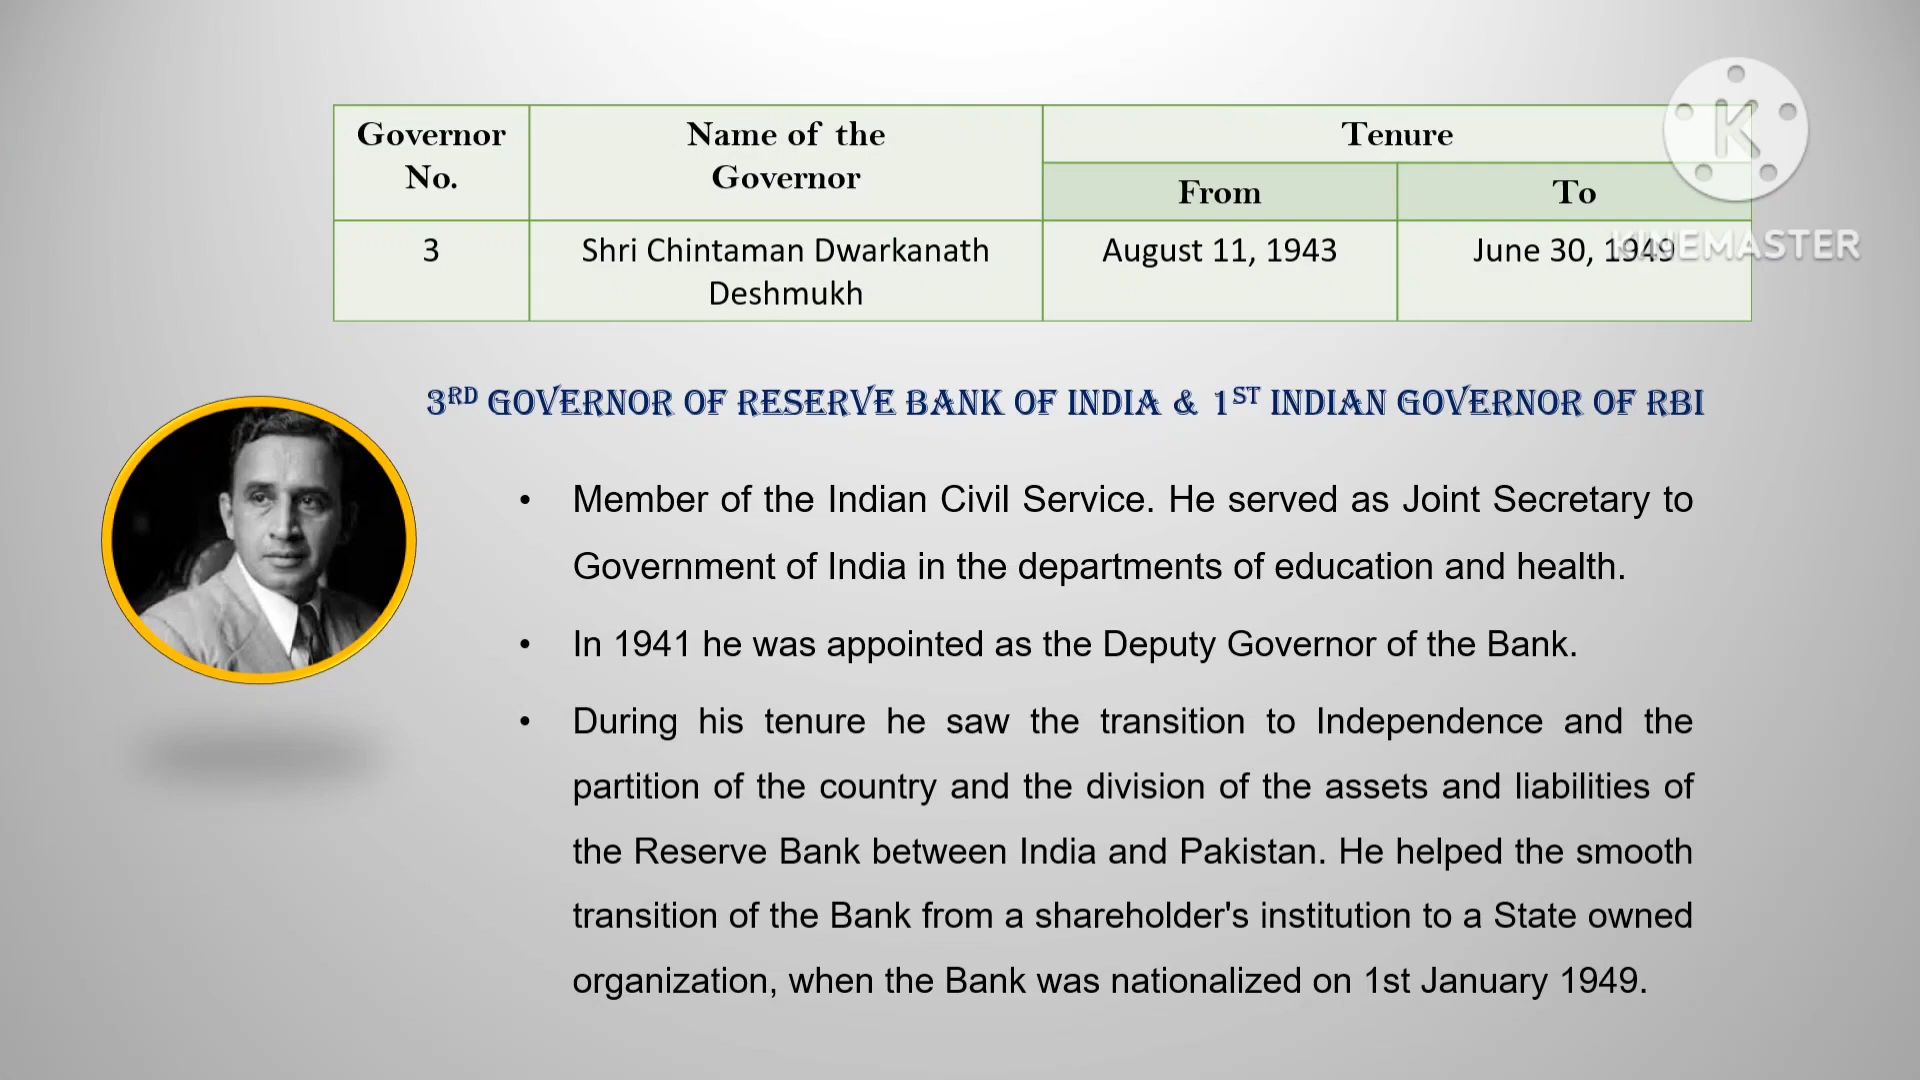 Governor No.
Name of the Governor
Tenure
From
To
3
Shri Chintaman Dwarkanath Deshmukh
August 11, 1943
June 30, 1949
K
KINEMASTER
3RD GOVERNOR OF RESERVE BANK OF INDIA & 1ST INDIAN GOVERNOR OF RBI
• Member of the Indian Civil Service. He served as Joint Secretary to
Government of India in the departments of education and health.
• In 1941 he was appointed as the Deputy Governor of the Bank.
• During his tenure he saw the transition to Independence and the
partition of the country and the division of the assets and liabilities of
the Reserve Bank between India and Pakistan. He helped the smooth
transition of the Bank from a shareholder's institution to a State owned
organization, when the Bank was nationalized on 1st January 1949.